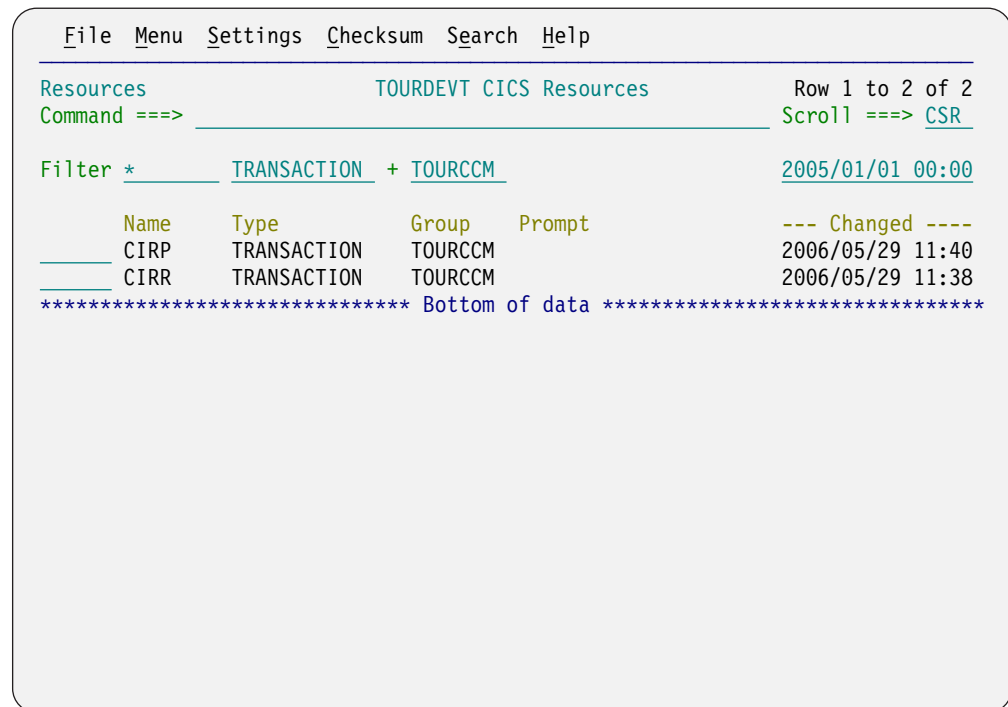 File Menu Settings Checksum Search Help
Resources TOURDEVT CICS Resources Row 1 to 2 of 2
Command ===> Scroll ===> CSR
Filter * TRANSACTION + TOURCCM 2005/01/01 00:00
Name Type Group Prompt --- Changed ----
CIRP TRANSACTION TOURCCM 2006/05/29 11:40
CIRR TRANSACTION TOURCCM 2006/05/29 11:38
******************************* Bottom of data ********************************